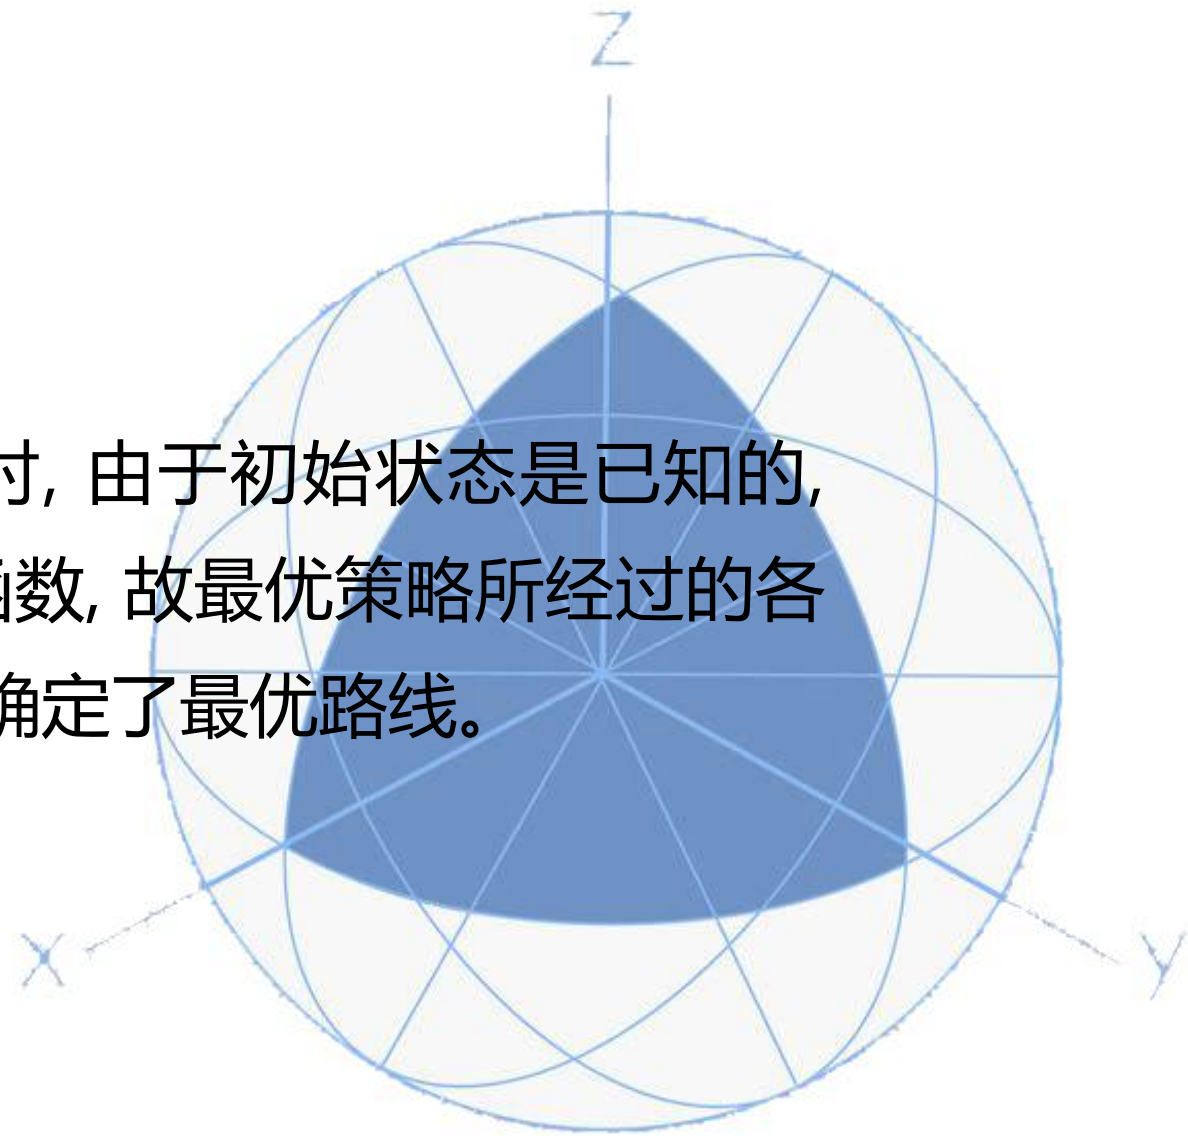 Z
时, 由于初始状态是已知的,
函数, 故最优策略所经过的各
确定了最优路线。
X
Y